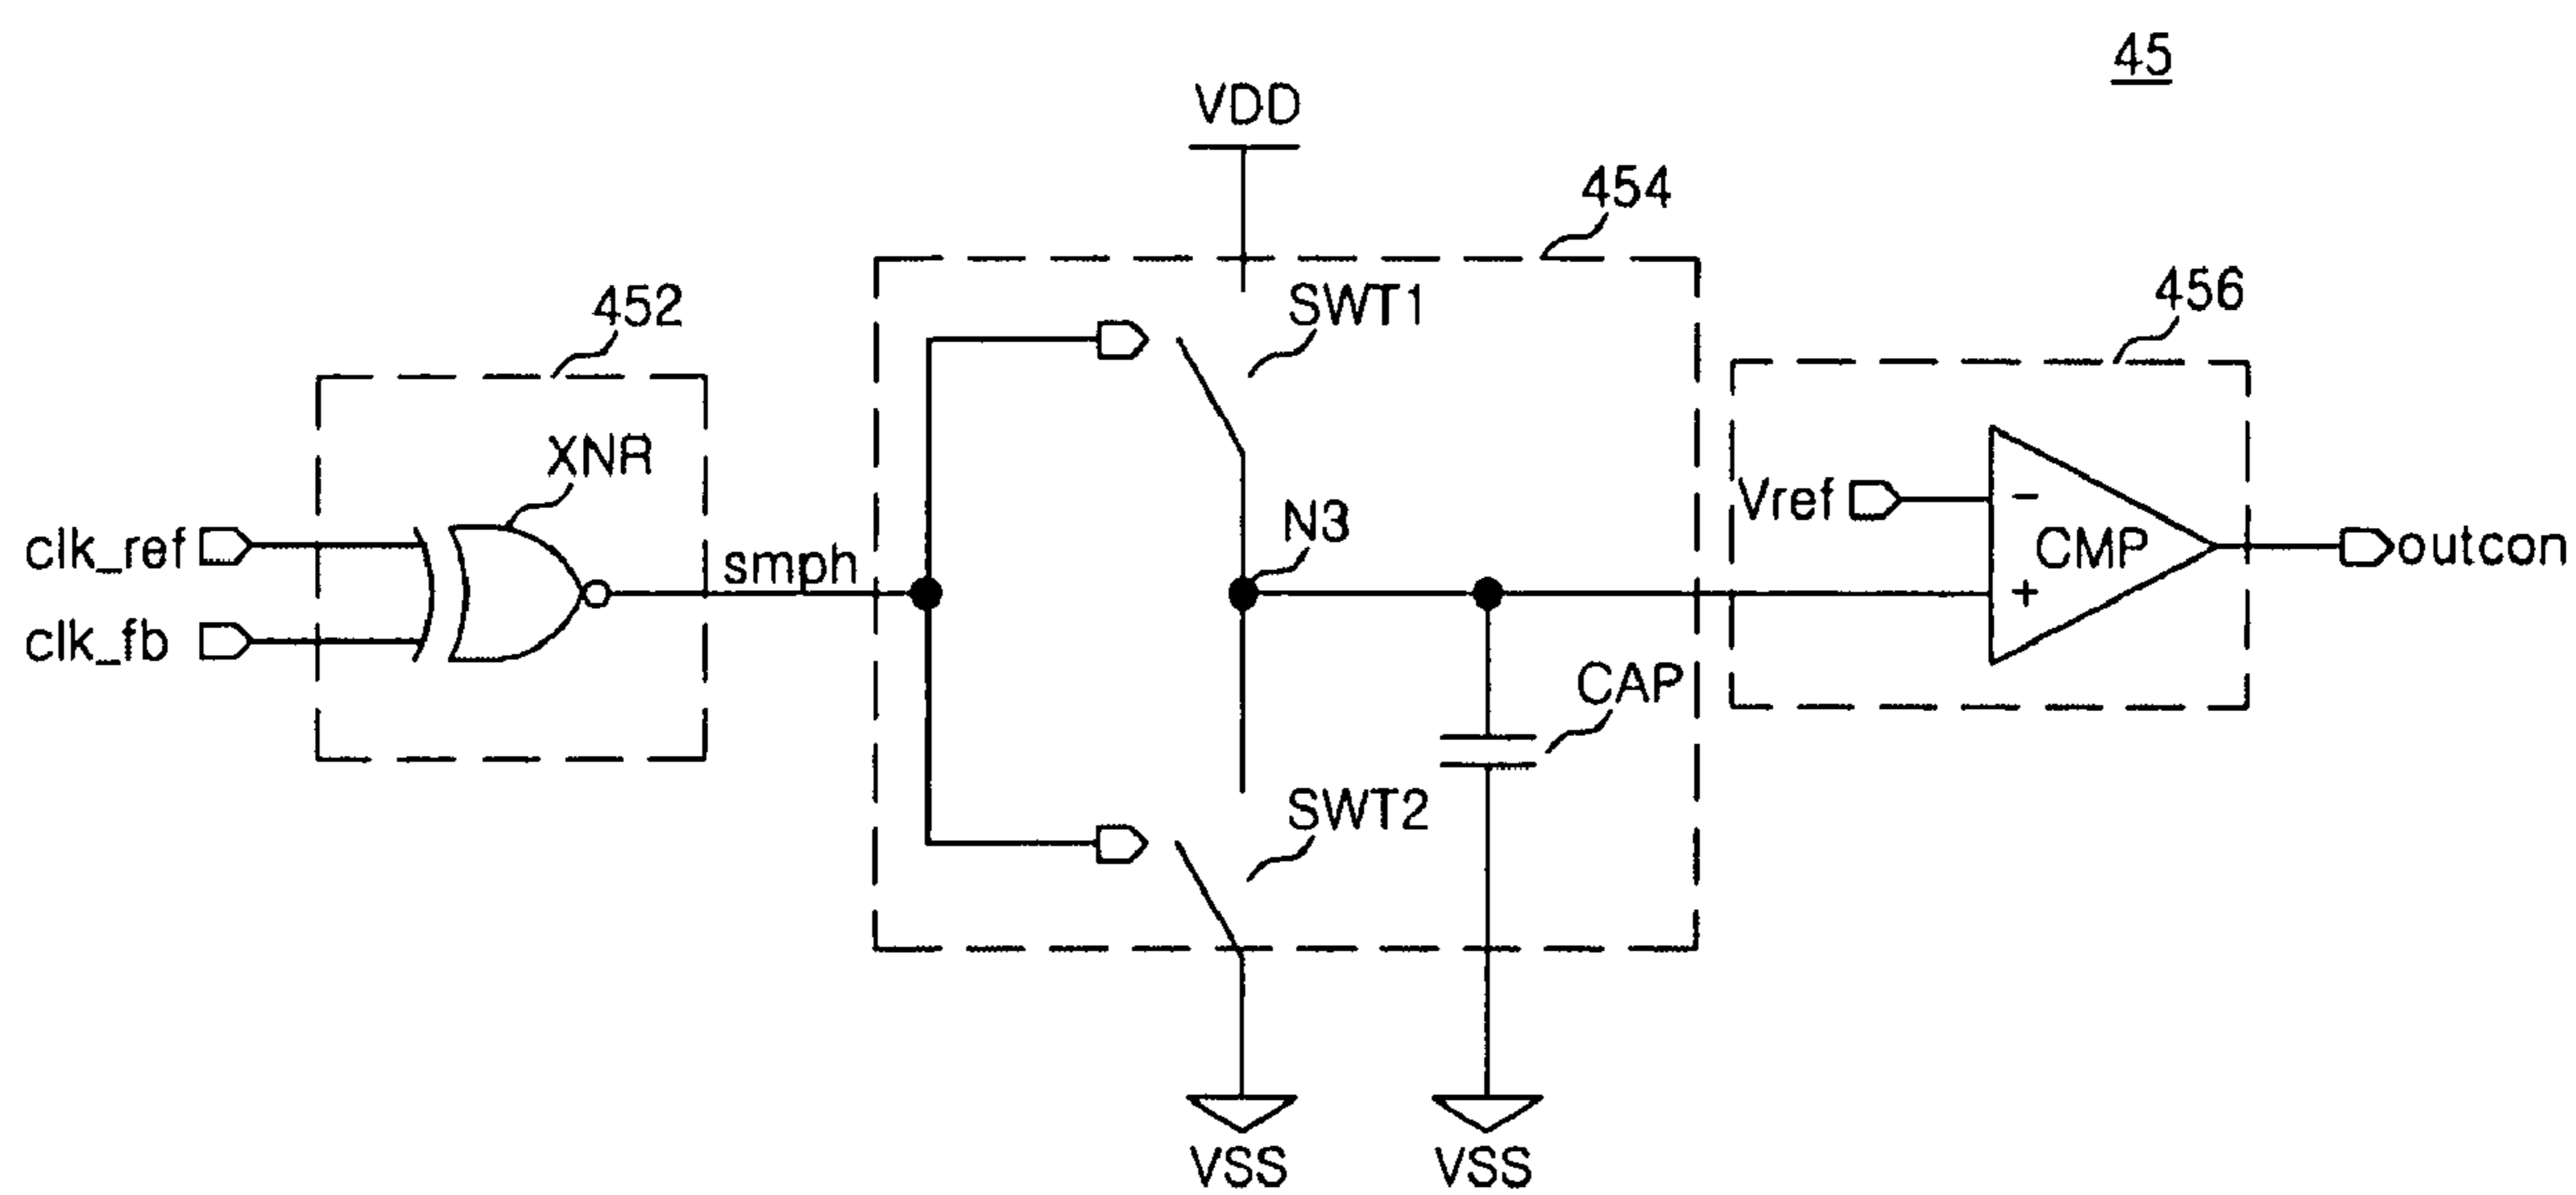 45
VDD
454
SWT1
456
452
XNR
Vref
-
CMP
+
outcon
clk_ref
clk_fb
smph
N3
CAP
SWT2
VSS
VSS